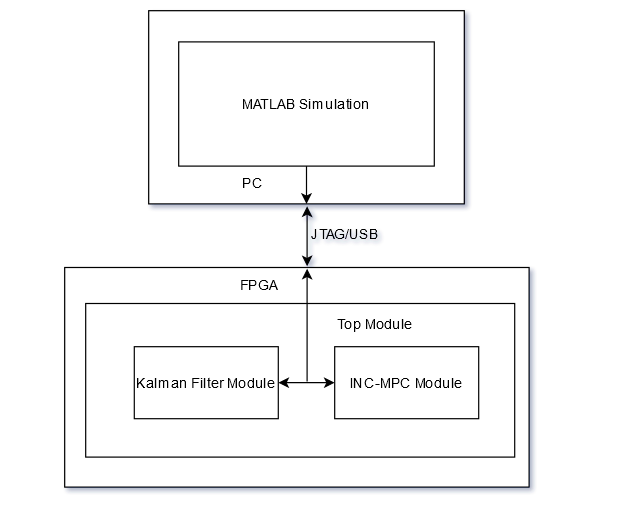 MATLAB Simulation
PC
JTAG/USB
FPGA
Top Module
Kalman Filter Module
INC-MPC Module